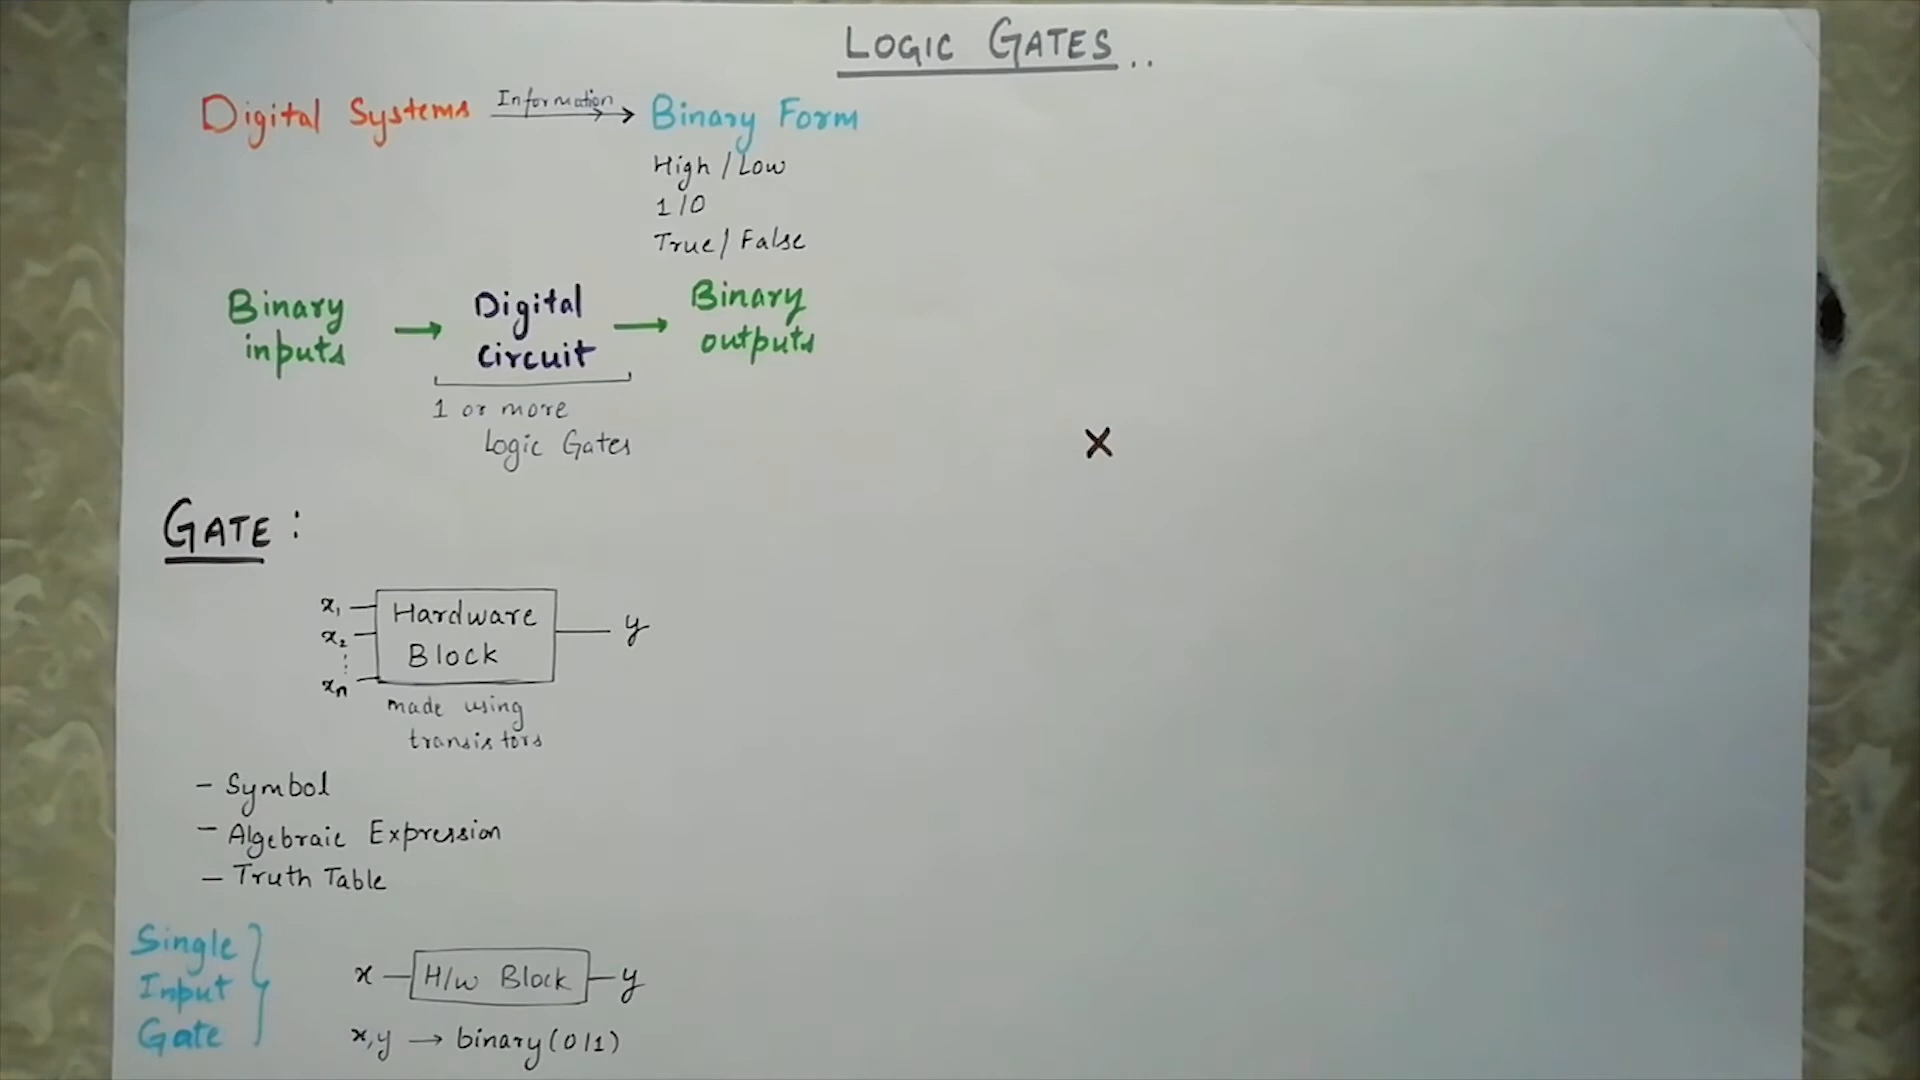 LOGIC GATES..
Digital Systems Information → Binary Form
High / Low
1/0
True / False
Binary inputs → Digital circuit → Binary outputs
1 or more
Logic Gates
GATE :
x₁
x₂
xₙ
Hardware
Block
y
made using
transistors
x
- Symbol
- Algebraic Expression
- Truth Table
Single
Input
Gate
x H/w Block y
x,y → binary (0/1)